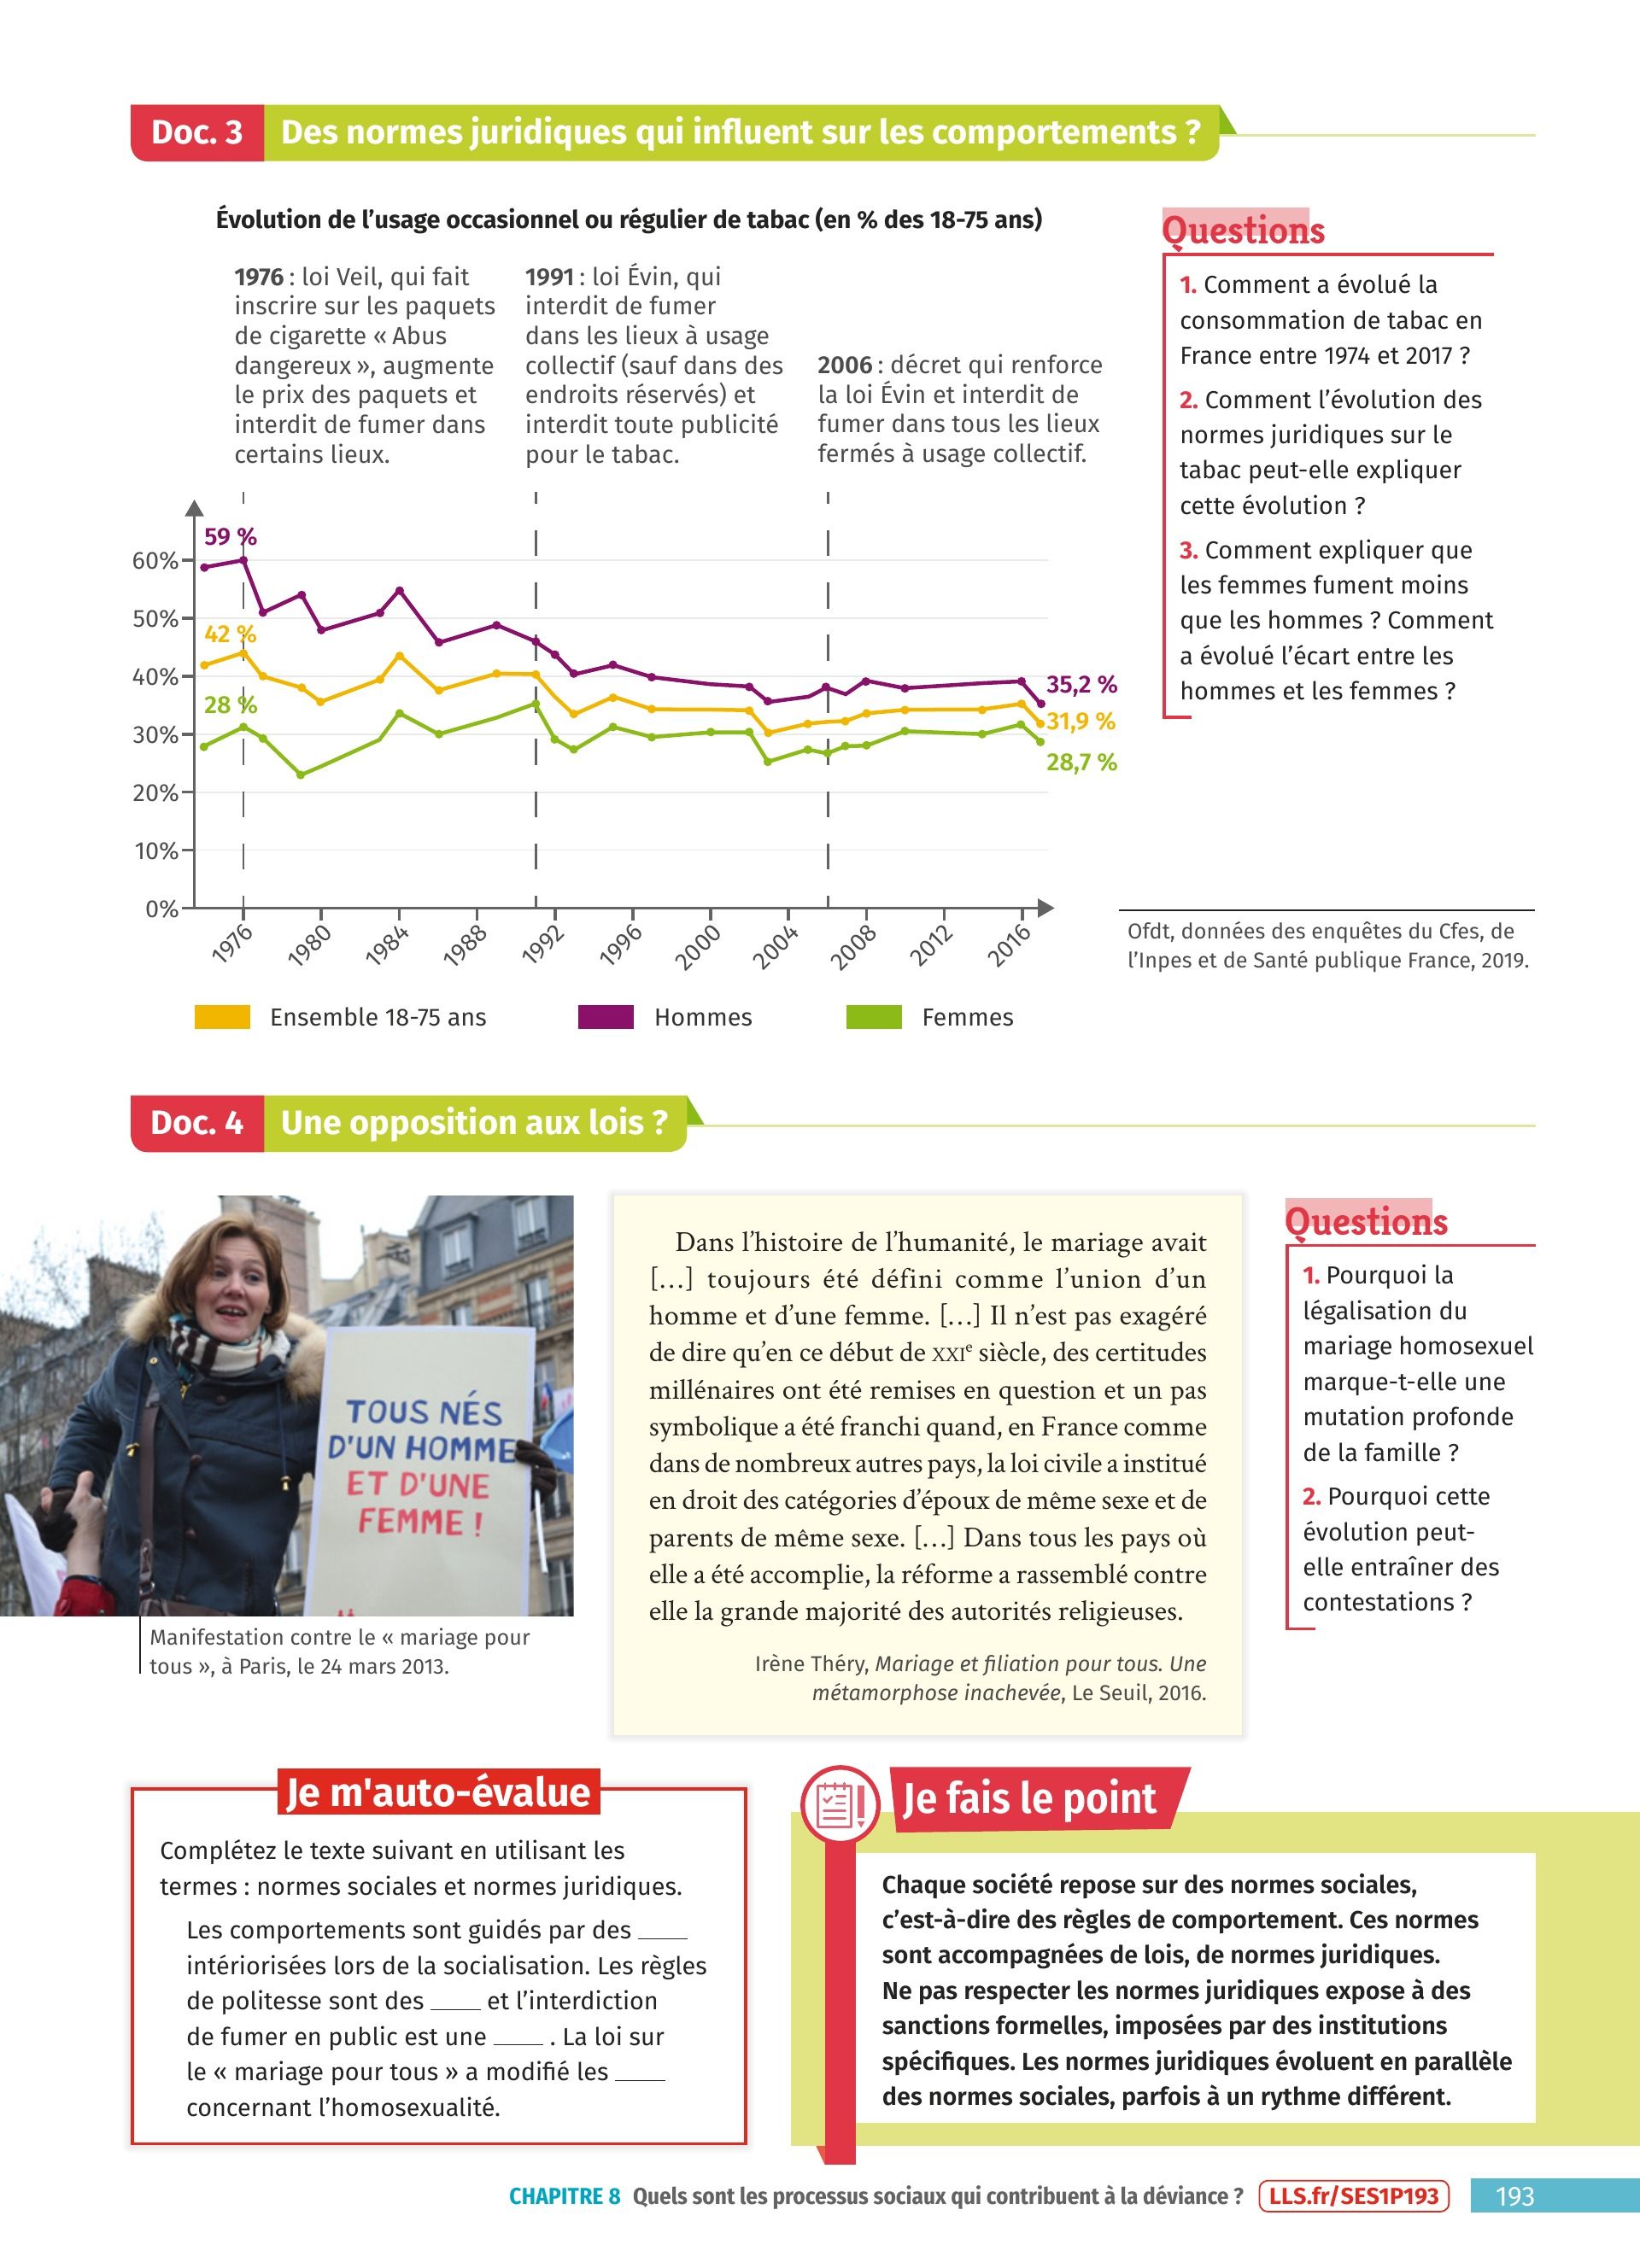 Doc. 3 Des normes juridiques qui influent sur les comportements ?
Évolution de l'usage occasionnel ou régulier de tabac (en % des 18-75 ans)
1976 : loi Veil, qui fait
inscrire sur les paquets
de cigarette « Abus
dangereux », augmente
le prix des paquets et
interdit de fumer dans
certains lieux.
1991 : loi Évin, qui
interdit de fumer
dans les lieux à usage
collectif (sauf dans des
endroits réservés) et
interdit toute publicité
pour le tabac.
2006 : décret qui renforce
la loi Évin et interdit de
fumer dans tous les lieux
fermés à usage collectif.
59 %
60%
50%
42 %
40%
28 %
30%
20%
10%
0%
35,2 %
31,9 %
28,7 %
1976 1980 1984 1988 1992 1996 2000 2004 2008 2012 2016
Ensemble 18-75 ans Hommes Femmes
Questions
1. Comment a évolué la
consommation de tabac en
France entre 1974 et 2017 ?
2. Comment l'évolution des
normes juridiques sur le
tabac peut-elle expliquer
cette évolution ?
3. Comment expliquer que
les femmes fument moins
que les hommes ? Comment
a évolué l'écart entre les
hommes et les femmes ?
Ofdt, données des enquêtes du Cfes, de
l'Inpes et de Santé publique France, 2019.
Doc. 4 Une opposition aux lois ?
TOUS NÉS
D'UN HOMME
ET D'UNE
FEMME !
Manifestation contre le « mariage pour
tous », à Paris, le 24 mars 2013.
Dans l'histoire de l'humanité, le mariage avait
[…] toujours été défini comme l'union d'un
homme et d'une femme. […] Il n'est pas exagéré
de dire qu'en ce début de XXIe siècle, des certitudes
millénaires ont été remises en question et un pas
symbolique a été franchi quand, en France comme
dans de nombreux autres pays, la loi civile a institué
en droit des catégories d'époux de même sexe et de
parents de même sexe. […] Dans tous les pays où
elle a été accomplie, la réforme a rassemblé contre
elle la grande majorité des autorités religieuses.
Irène Théry, Mariage et filiation pour tous. Une
métamorphose inachevée, Le Seuil, 2016.
Questions
1. Pourquoi la
légalisation du
mariage homosexuel
marque-t-elle une
mutation profonde
de la famille ?
2. Pourquoi cette
évolution peut-
elle entraîner des
contestations ?
Je m'auto-évalue
Complétez le texte suivant en utilisant les
termes : normes sociales et normes juridiques.
Les comportements sont guidés par des ____
intériorisées lors de la socialisation. Les règles
de politesse sont des ____ et l'interdiction
de fumer en public est une ____ . La loi sur
le « mariage pour tous » a modifié les ____
concernant l'homosexualité.
Je fais le point
Chaque société repose sur des normes sociales,
c'est-à-dire des règles de comportement. Ces normes
sont accompagnées de lois, de normes juridiques.
Ne pas respecter les normes juridiques expose à des
sanctions formelles, imposées par des institutions
spécifiques. Les normes juridiques évoluent en parallèle
des normes sociales, parfois à un rythme différent.
CHAPITRE 8 Quels sont les processus sociaux qui contribuent à la déviance ? LLS.fr/SES1P193 193